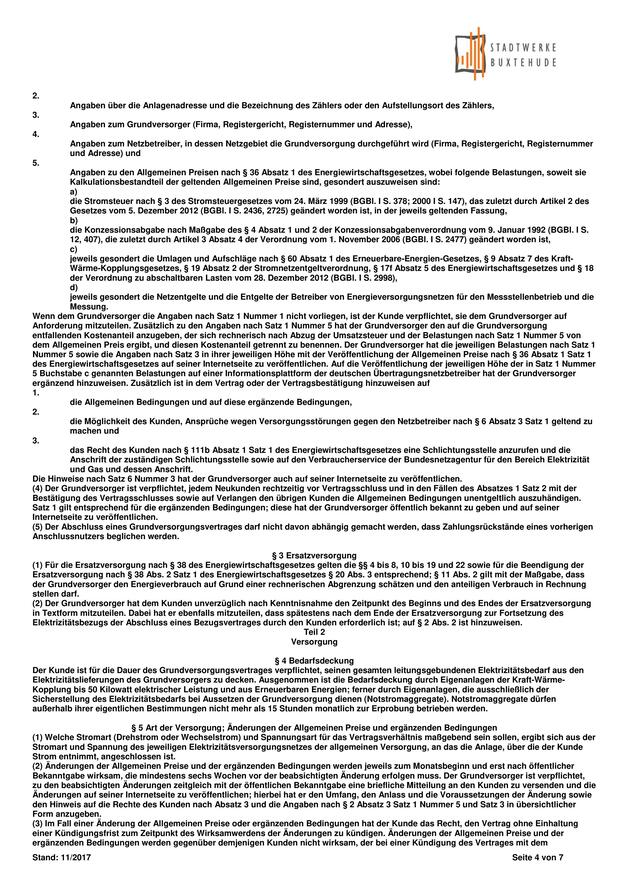 STADTWERKE
BUXTEHUDE
2.
Angaben über die Anlagenadresse und die Bezeichnung des Zählers oder den Aufstellungsort des Zählers,
3.
Angaben zum Grundversorger (Firma, Registergericht, Registernummer und Adresse),
4.
Angaben zum Netzbetreiber, in dessen Netzgebiet die Grundversorgung durchgeführt wird (Firma, Registergericht, Registernummer
und Adresse) und
5.
Angaben zu den Allgemeinen Preisen nach § 36 Absatz 1 des Energiewirtschaftsgesetzes, wobei folgende Belastungen, soweit sie
Kalkulationsbestandteil der geltenden Allgemeinen Preise sind, gesondert auszuweisen sind:
a)
die Stromsteuer nach § 3 des Stromsteuergesetzes vom 24. März 1999 (BGBl. I S. 378; 2000 I S. 147), das zuletzt durch Artikel 2 des
Gesetzes vom 5. Dezember 2012 (BGBl. I S. 2436, 2725) geändert worden ist, in der jeweils geltenden Fassung,
b)
die Konzessionsabgabe nach Maßgabe des § 4 Absatz 1 und 2 der Konzessionsabgabenverordnung vom 9. Januar 1992 (BGBl. I S.
12, 407), die zuletzt durch Artikel 3 Absatz 4 der Verordnung vom 1. November 2006 (BGBl. I S. 2477) geändert worden ist,
c)
jeweils gesondert die Umlagen und Aufschläge nach § 60 Absatz 1 des Erneuerbare-Energien-Gesetzes, § 9 Absatz 7 des Kraft-
Wärme-Kopplungsgesetzes, § 19 Absatz 2 der Stromnetzentgeltverordnung, § 17f Absatz 5 des Energiewirtschaftsgesetzes und § 18
der Verordnung zu abschaltbaren Lasten vom 28. Dezember 2012 (BGBl. I S. 2998),
d)
jeweils gesondert die Netzentgelte und die Entgelte der Betreiber von Energieversorgungsnetzen für den Messstellenbetrieb und die
Messung.
Wenn dem Grundversorger die Angaben nach Satz 1 Nummer 1 nicht vorliegen, ist der Kunde verpflichtet, sie dem Grundversorger auf
Anforderung mitzuteilen. Zusätzlich zu den Angaben nach Satz 1 Nummer 5 hat der Grundversorger den auf die Grundversorgung
entfallenden Kostenanteil anzugeben, der sich rechnerisch nach Abzug der Umsatzsteuer und der Belastungen nach Satz 1 Nummer 5 von
dem Allgemeinen Preis ergibt, und diesen Kostenanteil getrennt zu benennen. Der Grundversorger hat die jeweiligen Belastungen nach Satz 1
Nummer 5 sowie die Angaben nach Satz 3 in ihrer jeweiligen Höhe mit der Veröffentlichung der Allgemeinen Preise nach § 36 Absatz 1 Satz 1
des Energiewirtschaftsgesetzes auf seiner Internetseite zu veröffentlichen. Auf die Veröffentlichung der jeweiligen Höhe der in Satz 1 Nummer
5 Buchstabe c genannten Belastungen auf einer Informationsplattform der deutschen Übertragungsnetzbetreiber hat der Grundversorger
ergänzend hinzuweisen. Zusätzlich ist in dem Vertrag oder der Vertragsbestätigung hinzuweisen auf
1.
die Allgemeinen Bedingungen und auf diese ergänzende Bedingungen,
2.
die Möglichkeit des Kunden, Ansprüche wegen Versorgungsstörungen gegen den Netzbetreiber nach § 6 Absatz 3 Satz 1 geltend zu
machen und
3.
das Recht des Kunden nach § 111b Absatz 1 Satz 1 des Energiewirtschaftsgesetzes eine Schlichtungsstelle anzurufen und die
Anschrift der zuständigen Schlichtungsstelle sowie auf den Verbraucherservice der Bundesnetzagentur für den Bereich Elektrizität
und Gas und dessen Anschrift.
Die Hinweise nach Satz 6 Nummer 3 hat der Grundversorger auch auf seiner Internetseite zu veröffentlichen.
(4) Der Grundversorger ist verpflichtet, jedem Neukunden rechtzeitig vor Vertragsschluss und in den Fällen des Absatzes 1 Satz 2 mit der
Bestätigung des Vertragsschlusses sowie auf Verlangen den übrigen Kunden die Allgemeinen Bedingungen unentgeltlich auszuhändigen.
Satz 1 gilt entsprechend für die ergänzenden Bedingungen; diese hat der Grundversorger öffentlich bekannt zu geben und auf seiner
Internetseite zu veröffentlichen.
(5) Der Abschluss eines Grundversorgungsvertrages darf nicht davon abhängig gemacht werden, dass Zahlungsrückstände eines vorherigen
Anschlussnutzers beglichen werden.
§ 3 Ersatzversorgung
(1) Für die Ersatzversorgung nach § 38 des Energiewirtschaftsgesetzes gelten die §§ 4 bis 8, 10 bis 19 und 22 sowie für die Beendigung der
Ersatzversorgung nach § 38 Abs. 2 Satz 1 des Energiewirtschaftsgesetzes § 20 Abs. 3 entsprechend; § 11 Abs. 2 gilt mit der Maßgabe, dass
der Grundversorger den Energieverbrauch auf Grund einer rechnerischen Abgrenzung schätzen und den anteiligen Verbrauch in Rechnung
stellen darf.
(2) Der Grundversorger hat dem Kunden unverzüglich nach Kenntnisnahme den Zeitpunkt des Beginns und des Endes der Ersatzversorgung
in Textform mitzuteilen. Dabei hat er ebenfalls mitzuteilen, dass spätestens nach dem Ende der Ersatzversorgung zur Fortsetzung des
Elektrizitätsbezugs der Abschluss eines Bezugsvertrages durch den Kunden erforderlich ist; auf § 2 Abs. 2 ist hinzuweisen.
Teil 2
Versorgung
§ 4 Bedarfsdeckung
Der Kunde ist für die Dauer des Grundversorgungsvertrages verpflichtet, seinen gesamten leitungsgebundenen Elektrizitätsbedarf aus den
Elektrizitätslieferungen des Grundversorgers zu decken. Ausgenommen ist die Bedarfsdeckung durch Eigenanlagen der Kraft-Wärme-
Kopplung bis 50 Kilowatt elektrischer Leistung und aus Erneuerbaren Energien; ferner durch Eigenanlagen, die ausschließlich der
Sicherstellung des Elektrizitätsbedarfs bei Aussetzen der Grundversorgung dienen (Notstromaggregate). Notstromaggregate dürfen
außerhalb ihrer eigentlichen Bestimmungen nicht mehr als 15 Stunden monatlich zur Erprobung betrieben werden.
§ 5 Art der Versorgung; Änderungen der Allgemeinen Preise und ergänzenden Bedingungen
(1) Welche Stromart (Drehstrom oder Wechselstrom) und Spannungsart für das Vertragsverhältnis maßgebend sein sollen, ergibt sich aus der
Stromart und Spannung des jeweiligen Elektrizitätsversorgungsnetzes der allgemeinen Versorgung, an das die Anlage, über die der Kunde
Strom entnimmt, angeschlossen ist.
(2) Änderungen der Allgemeinen Preise und der ergänzenden Bedingungen werden jeweils zum Monatsbeginn und erst nach öffentlicher
Bekanntgabe wirksam, die mindestens sechs Wochen vor der beabsichtigten Änderung erfolgen muss. Der Grundversorger ist verpflichtet,
zu den beabsichtigten Änderungen zeitgleich mit der öffentlichen Bekanntgabe eine briefliche Mitteilung an den Kunden zu versenden und die
Änderungen auf seiner Internetseite zu veröffentlichen; hierbei hat er den Umfang, den Anlass und die Voraussetzungen der Änderung sowie
den Hinweis auf die Rechte des Kunden nach Absatz 3 und die Angaben nach § 2 Absatz 3 Satz 1 Nummer 5 und Satz 3 in übersichtlicher
Form anzugeben.
(3) Im Fall einer Änderung der Allgemeinen Preise oder ergänzenden Bedingungen hat der Kunde das Recht, den Vertrag ohne Einhaltung
einer Kündigungsfrist zum Zeitpunkt des Wirksamwerdens der Änderungen zu kündigen. Änderungen der Allgemeinen Preise und der
ergänzenden Bedingungen werden gegenüber demjenigen Kunden nicht wirksam, der bei einer Kündigung des Vertrages mit dem
Stand: 11/2017
Seite 4 von 7